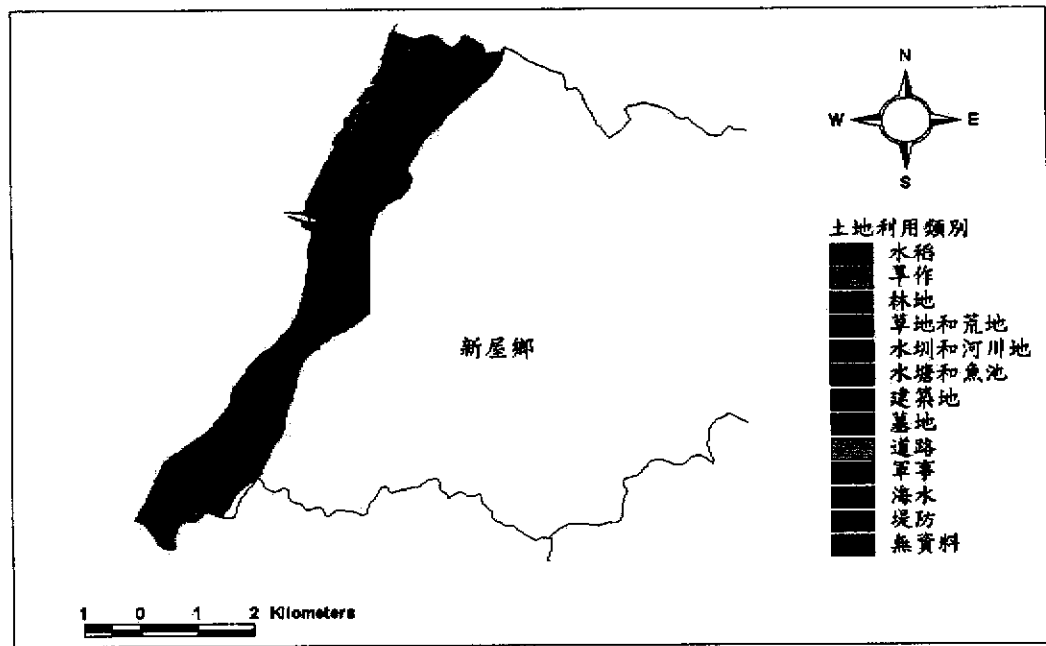 N
W E
S
土地利用類別
水稻
旱作
林地
草地和荒地
水圳和河川地
水塘和魚池
建築地
墓地
道路
軍事
海水
堤防
無資料
新屋鄉
1 0 1 2 Kilometers